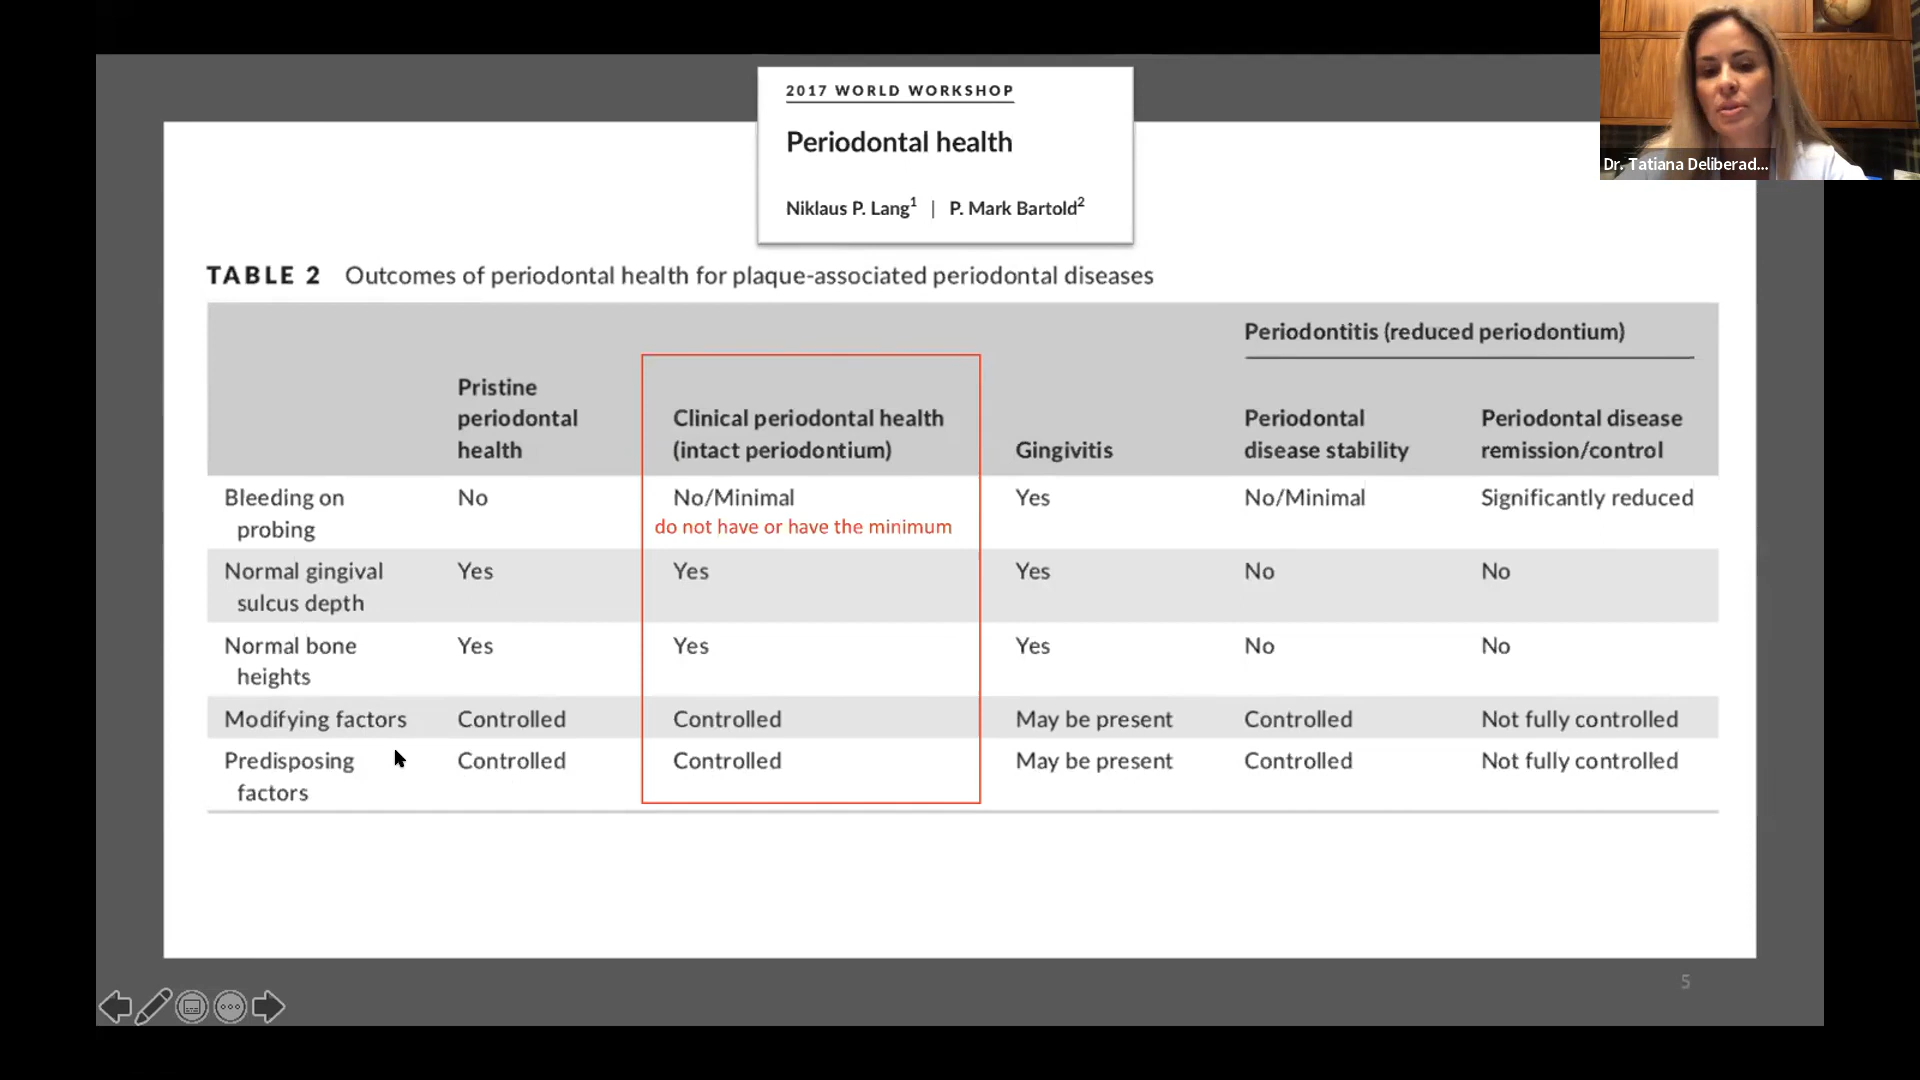 2017 WORLD WORKSHOP
Periodontal health
Niklaus P. Lang1 | P. Mark Bartold2
Dr. Tatiana Deliberad...
TABLE 2 Outcomes of periodontal health for plaque-associated periodontal diseases
Periodontitis (reduced periodontium)
Pristine
periodontal
health
Clinical periodontal health
(intact periodontium)
Gingivitis
Periodontal
disease stability
Periodontal disease
remission/control
Bleeding on
probing
No
No/Minimal
do not have or have the minimum
Yes
No/Minimal
Significantly reduced
Normal gingival
sulcus depth
Yes
Yes
Yes
No
No
Normal bone
heights
Yes
Yes
Yes
No
No
Modifying factors
Controlled
Controlled
May be present
Controlled
Not fully controlled
Predisposing
factors
Controlled
Controlled
May be present
Controlled
Not fully controlled
5